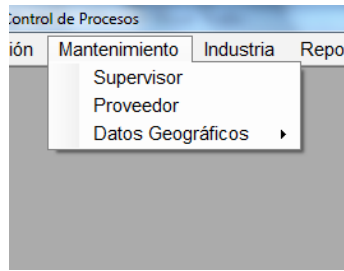 Control de Procesos
ión Mantenimiento Industria Repo
Supervisor
Proveedor
Datos Geográficos